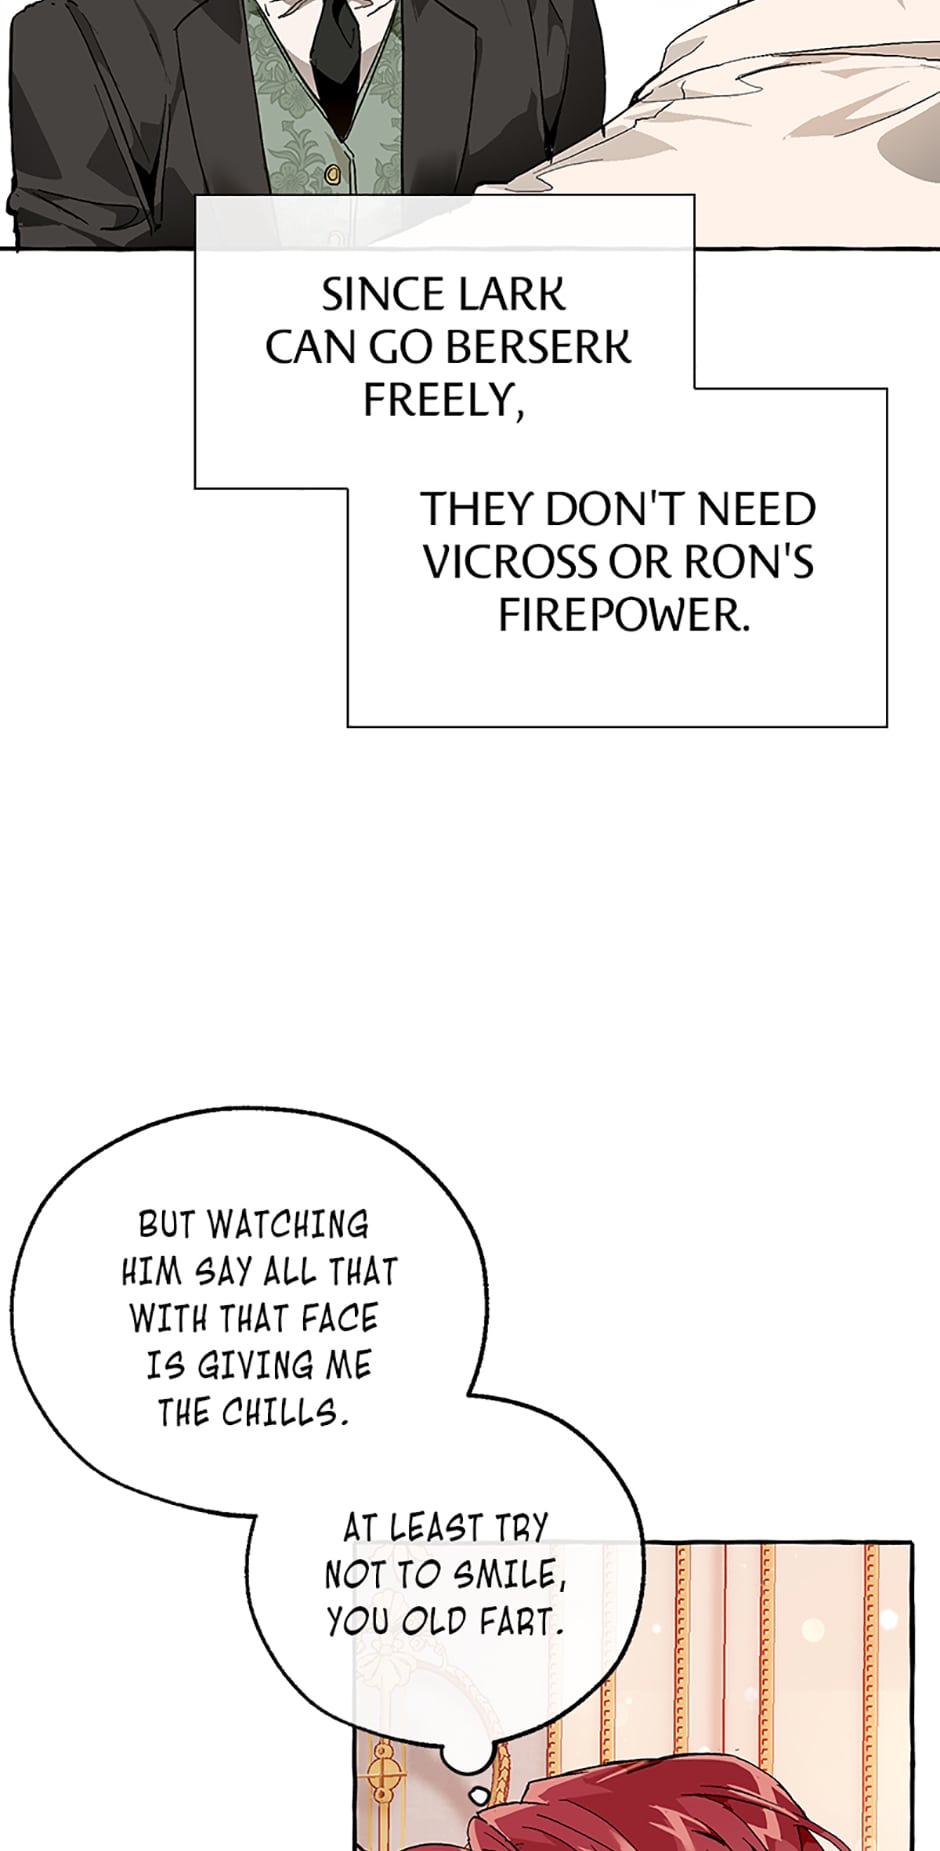 SINCE LARK
CAN GO BERSERK
FREELY,
THEY DON'T NEED
VICROSS OR RON'S
FIREPOWER.
BUT WATCHING
HIM SAY ALL THAT
WITH THAT FACE
IS GIVING ME
THE CHILLS.
AT LEAST TRY
NOT TO SMILE,
YOU OLD FART.